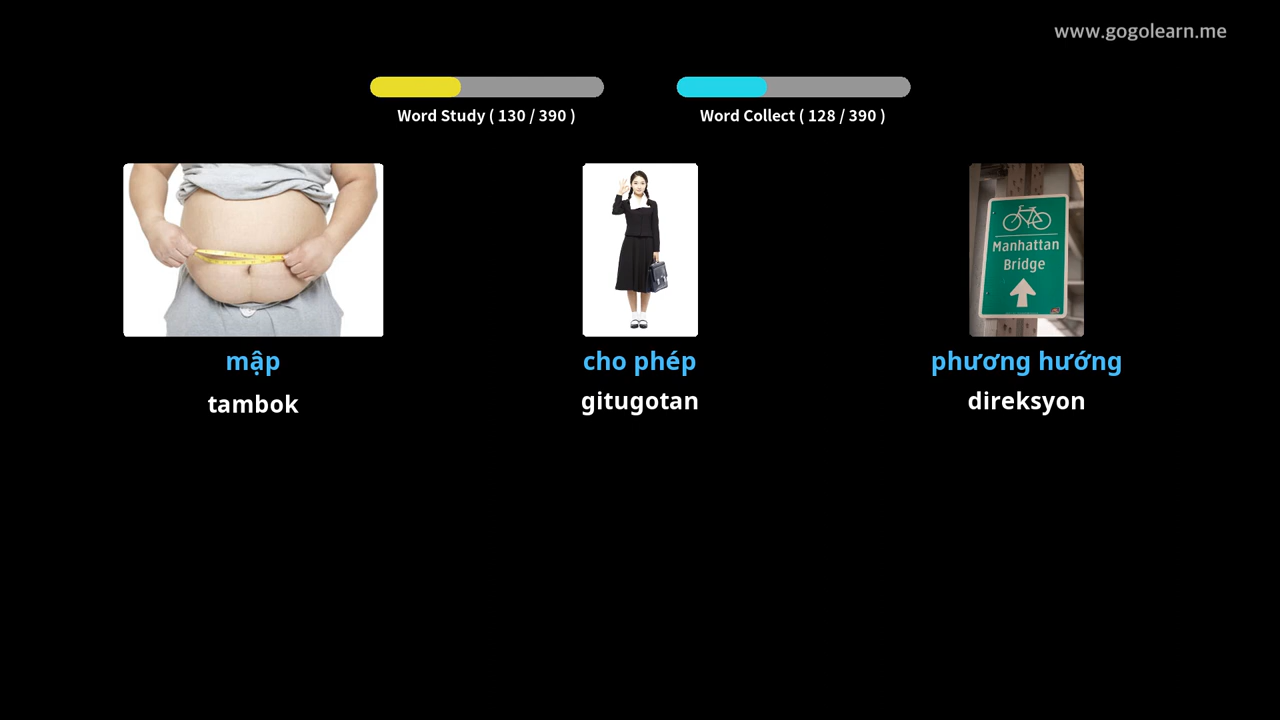 www.gogolearn.me
Word Study ( 130 / 390 )
Word Collect ( 128 / 390 )
Manhattan
Bridge
mập
cho phép
phương hướng
tambok
gitugotan
direksyon